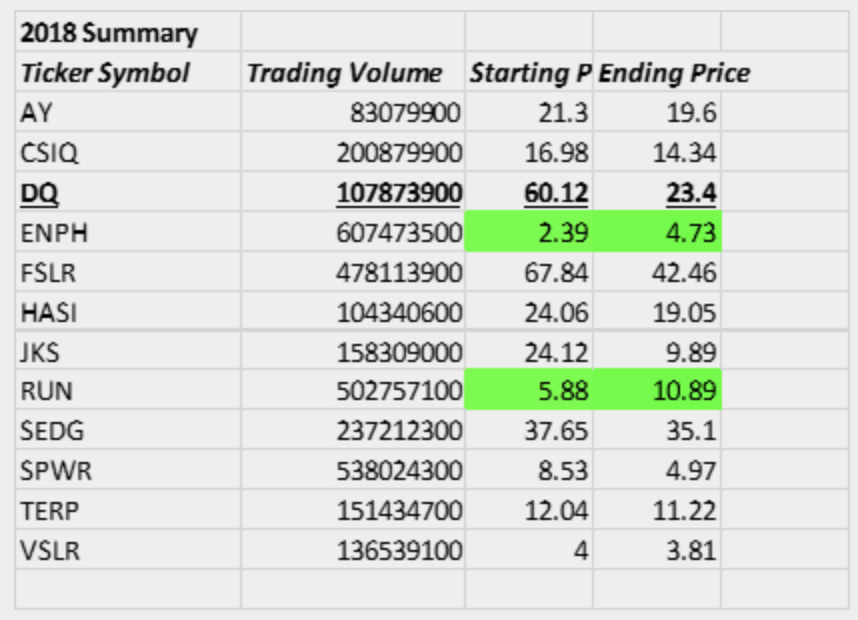 2018 Summary
Ticker Symbol Trading Volume Starting P Ending Price
AY 83079900 21.3 19.6
CSIQ 200879900 16.98 14.34
DQ 107873900 60.12 23.4
ENPH 607473500 2.39 4.73
FSLR 478113900 67.84 42.46
HASI 104340600 24.06 19.05
JKS 158309000 24.12 9.89
RUN 502757100 5.88 10.89
SEDG 237212300 37.65 35.1
SPWR 538024300 8.53 4.97
TERP 151434700 12.04 11.22
VSLR 136539100 4 3.81